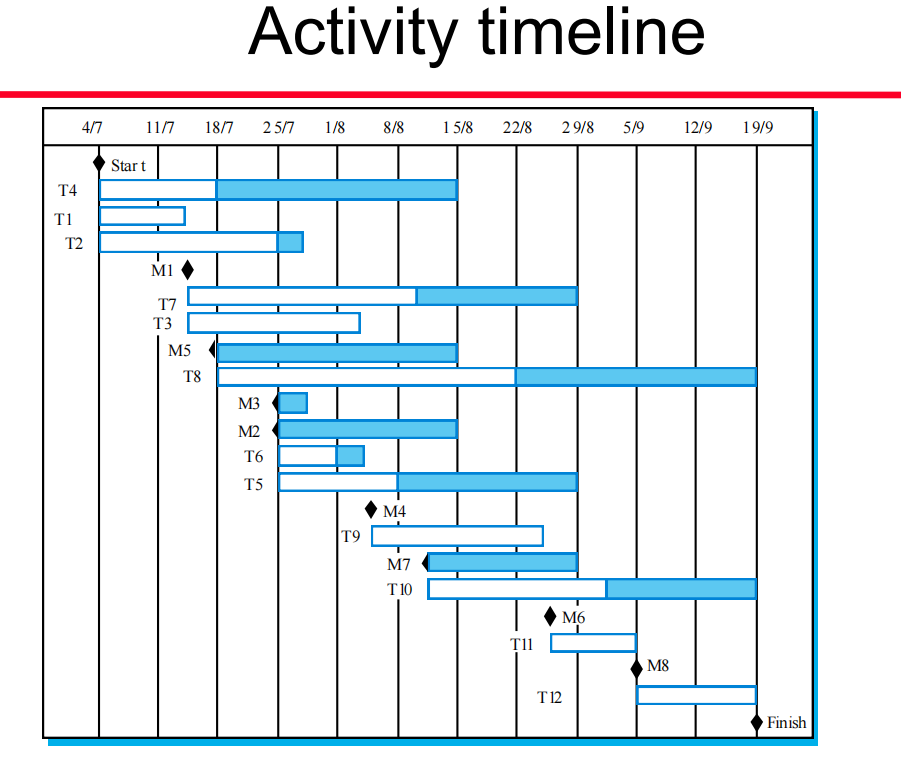 Activity timeline
4/7 11/7 18/7 25/7 1/8 8/8 15/8 22/8 29/8 5/9 12/9 19/9
Start
T4
T1
T2
M1
T7
T3
M5
T8
M3
M2
T6
T5
M4
T9
M7
T10
M6
T11
M8
T12
Finish